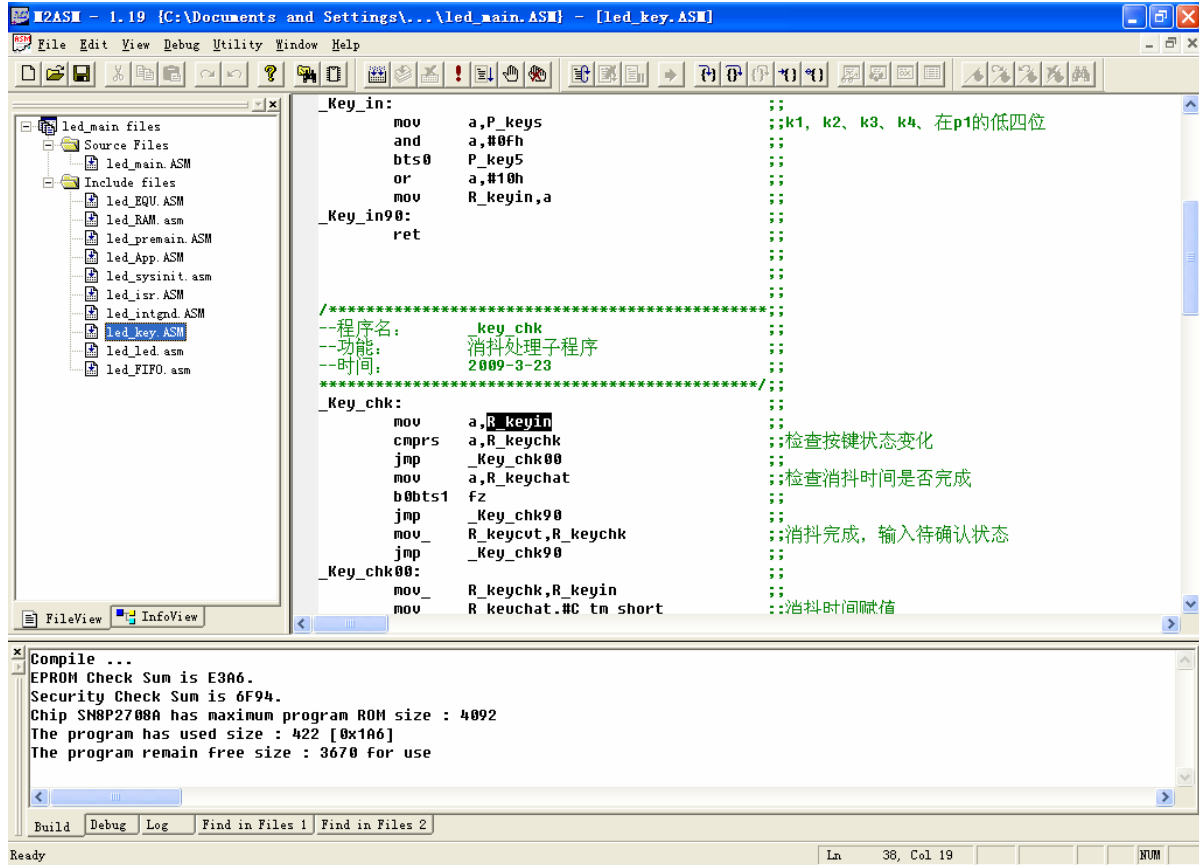 M2ASM - 1.19 {C:\Documents and Settings\...\led_main.ASM} - [led_key.ASM]
File Edit View Debug Utility Window Help
led_main files
Source Files
led_main.ASM
Include files
led_EQU.ASM
led_RAM.asm
led_premain.ASM
led_App.ASM
led_sysinit.asm
led_isr.ASM
led_intgnd.ASM
led_key.ASM
led_led.asm
led_FIFO.asm
FileView InfoView
_Key_in: ;;
mov a,P_keys ;;k1, k2、k3、k4、在p1的低四位
and a,#0fh ;;
bts0 P_key5 ;;
or a,#10h ;;
mov R_keyin,a ;;
_Key_in90: ;;
ret ;;
;;
;;
;;
/***********************************************;;
--程序名: _key_chk ;;
--功能: 消抖处理子程序 ;;
--时间: 2009-3-23 ;;
***********************************************/;;
_Key_chk: ;;
mov a,R_keyin ;;
cmprs a,R_keychk ;;检查按键状态变化
jmp _Key_chk00 ;;
mov a,R_keychat ;;检查消抖时间是否完成
b0bts1 fz ;;
jmp _Key_chk90 ;;
mov_ R_keycvt,R_keychk ;;消抖完成, 输入待确认状态
jmp _Key_chk90 ;;
_Key_chk00: ;;
mov_ R_keychk,R_keyin ;;
mov R_keychat,#C_tm_short ;;消抖时间赋值
Compile ...
EPROM Check Sum is E3A6.
Security Check Sum is 6F94.
Chip SN8P2708A has maximum program ROM size : 4092
The program has used size : 422 [0x1A6]
The program remain free size : 3670 for use
Build Debug Log Find in Files 1 Find in Files 2
Ready Ln 38, Col 19 NUM